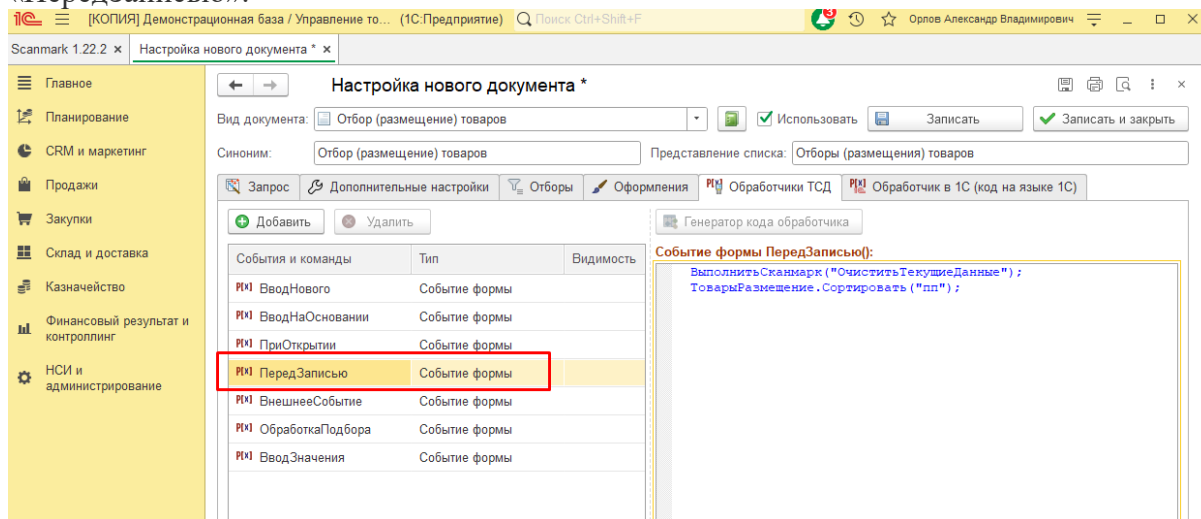 «ПередЗаписью».
[КОПИЯ] Демонстрационная база / Управление то... (1С:Предприятие) Поиск Ctrl+Shift+F 3 Орлов Александр Владимирович
Scanmark 1.22.2 × Настройка нового документа * ×
Главное
Планирование
CRM и маркетинг
Продажи
Закупки
Склад и доставка
Казначейство
Финансовый результат и
контроллинг
НСИ и
администрирование
Настройка нового документа *
Вид документа: Отбор (размещение) товаров Использовать Записать Записать и закрыть
Синоним: Отбор (размещение) товаров Представление списка: Отборы (размещения) товаров
Запрос Дополнительные настройки Отборы Оформления Обработчики ТСД Обработчик в 1С (код на языке 1С)
Добавить Удалить Генератор кода обработчика
События и команды Тип Видимость
ВводНового Событие формы
ВводНаОсновании Событие формы
ПриОткрытии Событие формы
ПередЗаписью Событие формы
ВнешнееСобытие Событие формы
ОбработкаПодбора Событие формы
ВводЗначения Событие формы
Событие формы ПередЗаписью():
ВыполнитьСканмарк("ОчиститьТекущиеДанные");
ТоварыРазмещение.Сортировать("пп");